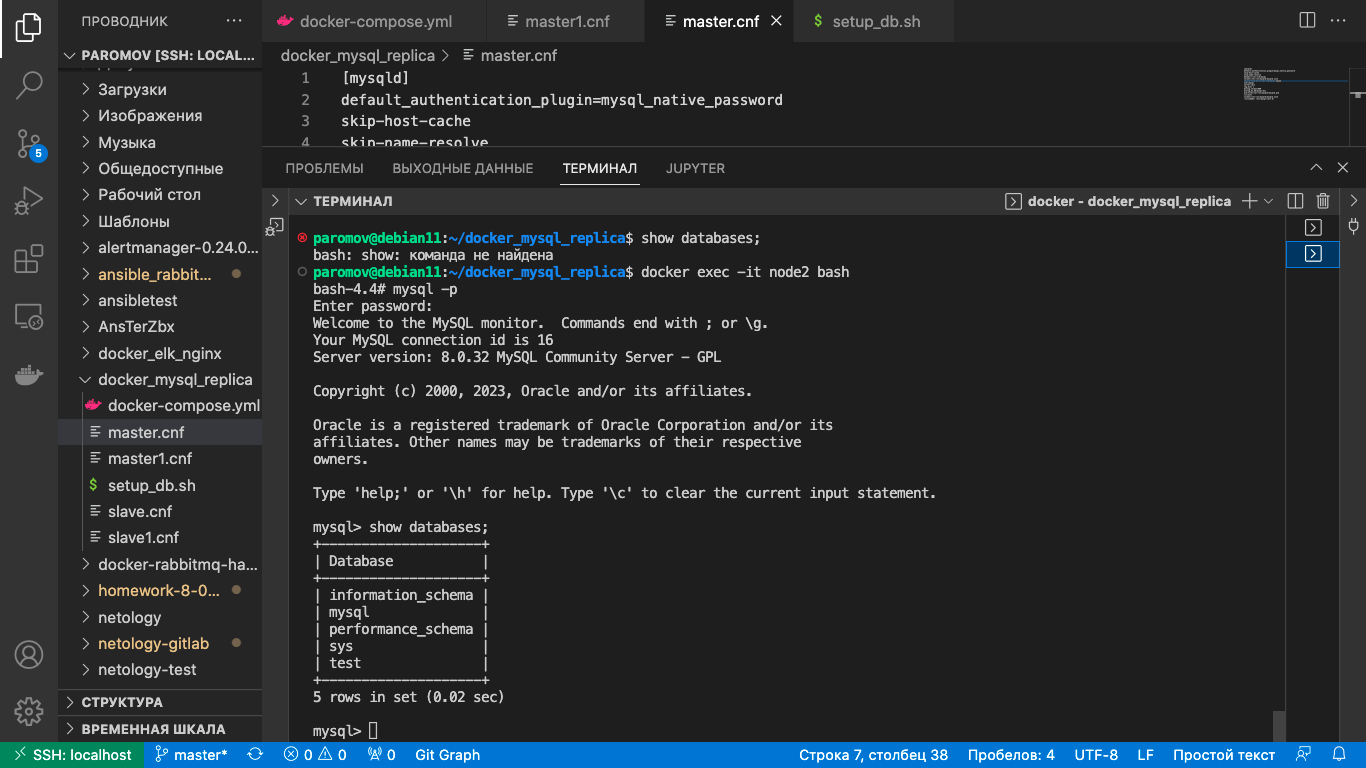 ПРОВОДНИК
docker-compose.yml
master1.cnf
master.cnf
setup_db.sh
PAROMOV [SSH: LOCAL...
Загрузки
Изображения
Музыка
Общедоступные
Рабочий стол
Шаблоны
alertmanager-0.24.0...
ansible_rabbit...
ansibletest
AnsTerZbx
docker_elk_nginx
docker_mysql_replica
docker-compose.yml
master.cnf
master1.cnf
setup_db.sh
slave.cnf
slave1.cnf
docker-rabbitmq-ha...
homework-8-0...
netology
netology-gitlab
netology-test
СТРУКТУРА
ВРЕМЕННАЯ ШКАЛА
5
docker_mysql_replica > master.cnf
1 [mysqld]
2 default_authentication_plugin=mysql_native_password
3 skip-host-cache
4 skip-name-resolve
ПРОБЛЕМЫ ВЫХОДНЫЕ ДАННЫЕ ТЕРМИНАЛ JUPYTER
ТЕРМИНАЛ
docker - docker_mysql_replica
paromov@debian11:~/docker_mysql_replica$ show databases;
bash: show: команда не найдена
paromov@debian11:~/docker_mysql_replica$ docker exec -it node2 bash
bash-4.4# mysql -p
Enter password:
Welcome to the MySQL monitor.  Commands end with ; or \g.
Your MySQL connection id is 16
Server version: 8.0.32 MySQL Community Server - GPL
Copyright (c) 2000, 2023, Oracle and/or its affiliates.
Oracle is a registered trademark of Oracle Corporation and/or its
affiliates. Other names may be trademarks of their respective
owners.
Type 'help;' or '\h' for help. Type '\c' to clear the current input statement.
mysql> show databases;
+--------------------+
| Database           |
+--------------------+
| information_schema |
| mysql              |
| performance_schema |
| sys                |
| test               |
+--------------------+
5 rows in set (0.02 sec)
mysql>
SSH: localhost master* 0 0 0 Git Graph Строка 7, столбец 38 Пробелов: 4 UTF-8 LF Простой текст